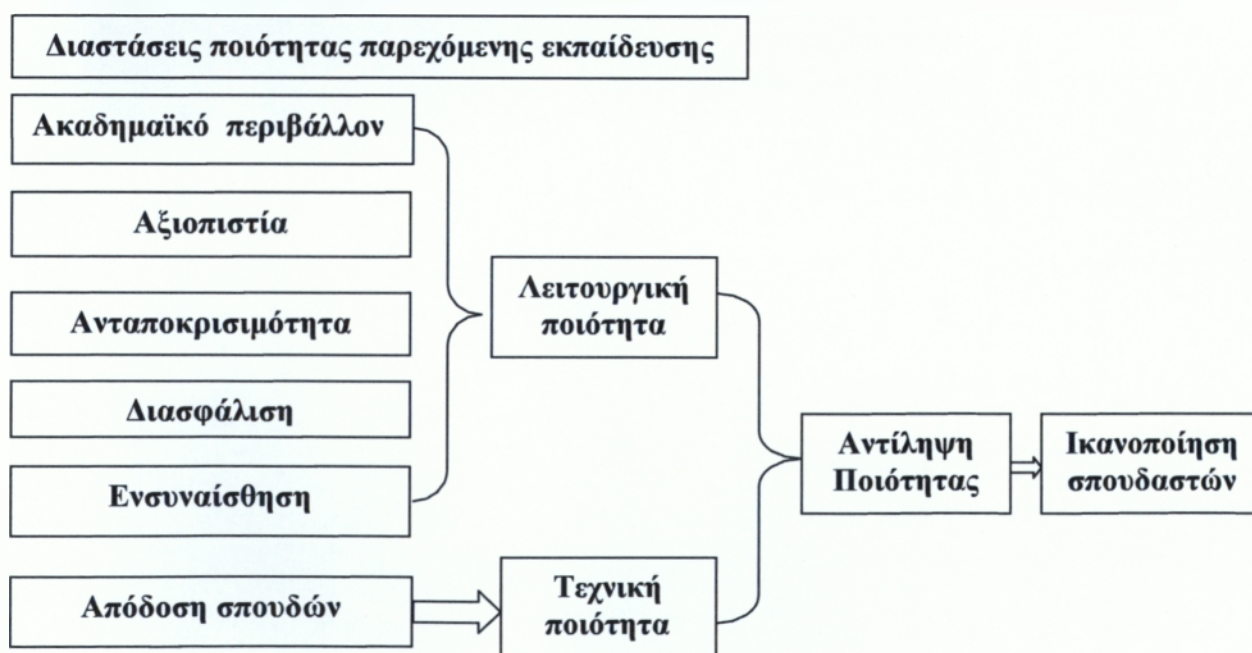 Διαστάσεις ποιότητας παρεχόμενης εκπαίδευσης
Ακαδημαϊκό περιβάλλον
Αξιοπιστία
Ανταποκρισιμότητα
Διασφάλιση
Ενσυναίσθηση
Απόδοση σπουδών
Λειτουργική
ποιότητα
Τεχνική
ποιότητα
Αντίληψη
Ποιότητας
Ικανοποίηση
σπουδαστών